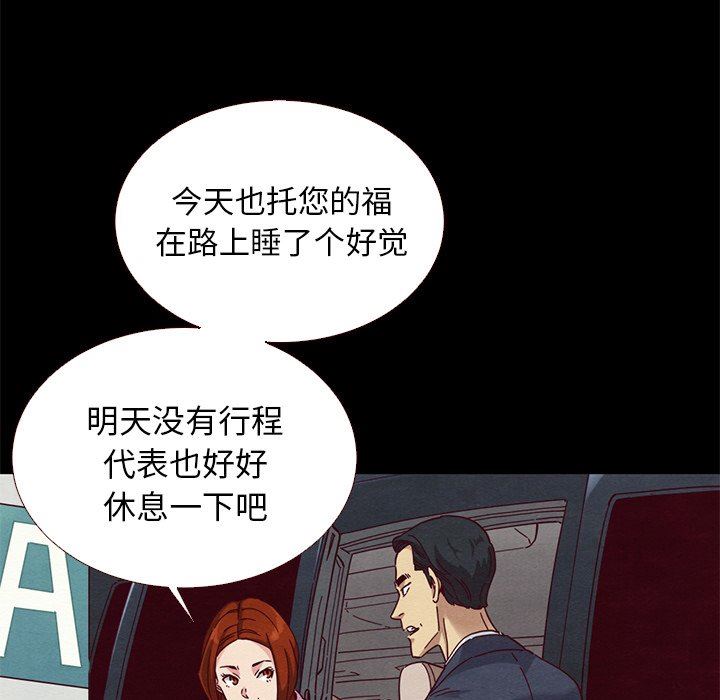 今天也托您的福
在路上睡了个好觉
明天没有行程
代表也好好
休息一下吧
A